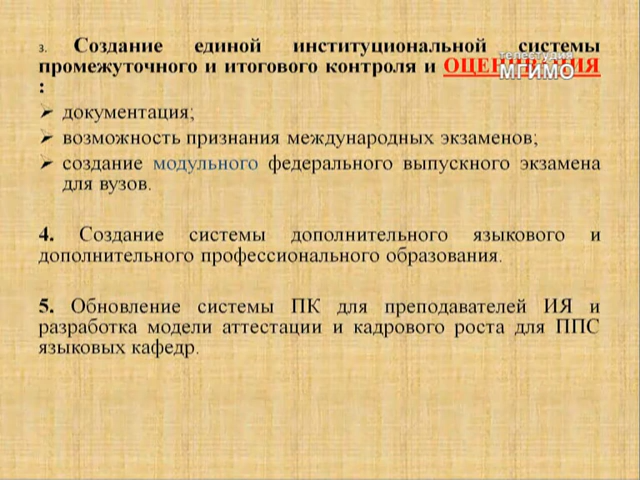 3. Создание единой институциональной системы
телестудия
промежуточного и итогового контроля и ОЦЕНИВАНИЯ
МГИМО
:
➢ документация;
➢ возможность признания международных экзаменов;
➢ создание модульного федерального выпускного экзамена
для вузов.
4. Создание системы дополнительного языкового и
дополнительного профессионального образования.
5. Обновление системы ПК для преподавателей ИЯ и
разработка модели аттестации и кадрового роста для ППС
языковых кафедр.